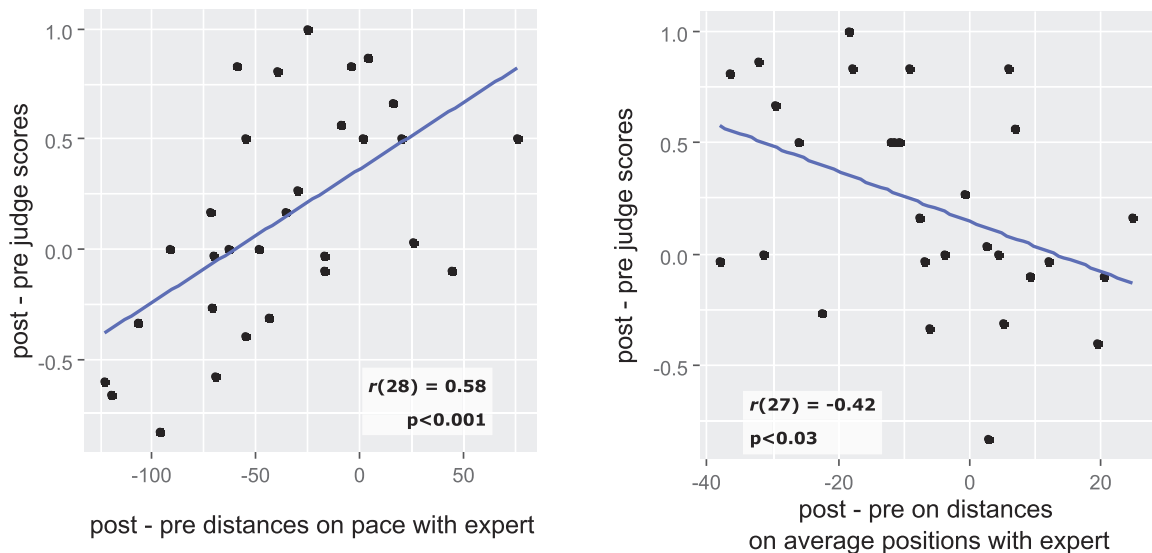 post - pre judge scores
1.0
0.5
0.0
-0.5
-100
-50
0
50
r(28) = 0.58
p<0.001
post - pre distances on pace with expert
post - pre judge scores
1.0
0.5
0.0
-0.5
-40
-20
0
20
r(27) = -0.42
p<0.03
post - pre on distances
on average positions with expert